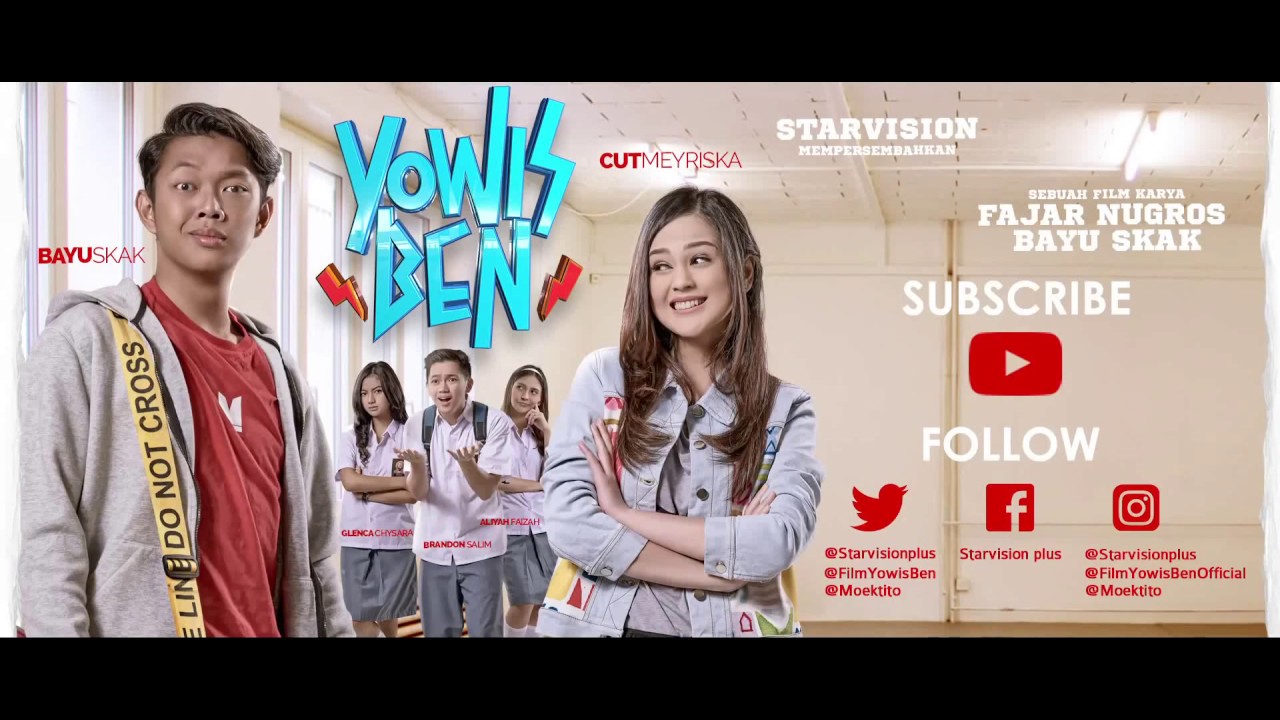 YOWIS
BEN
BAYUSKAK
CUTMEYRISKA
GLENCA CHYSARA
BRANDON SALIM
ALIYAH FAIZAH
LINE DO NOT CROSS
STARVISION
MEMPERSEMBAHKAN
SEBUAH FILM KARYA
FAJAR NUGROS
BAYU SKAK
SUBSCRIBE
FOLLOW
@Starvisionplus
@FilmYowisBen
@Moektito
Starvision plus
@Starvisionplus
@FilmYowisBenOfficial
@Moektito